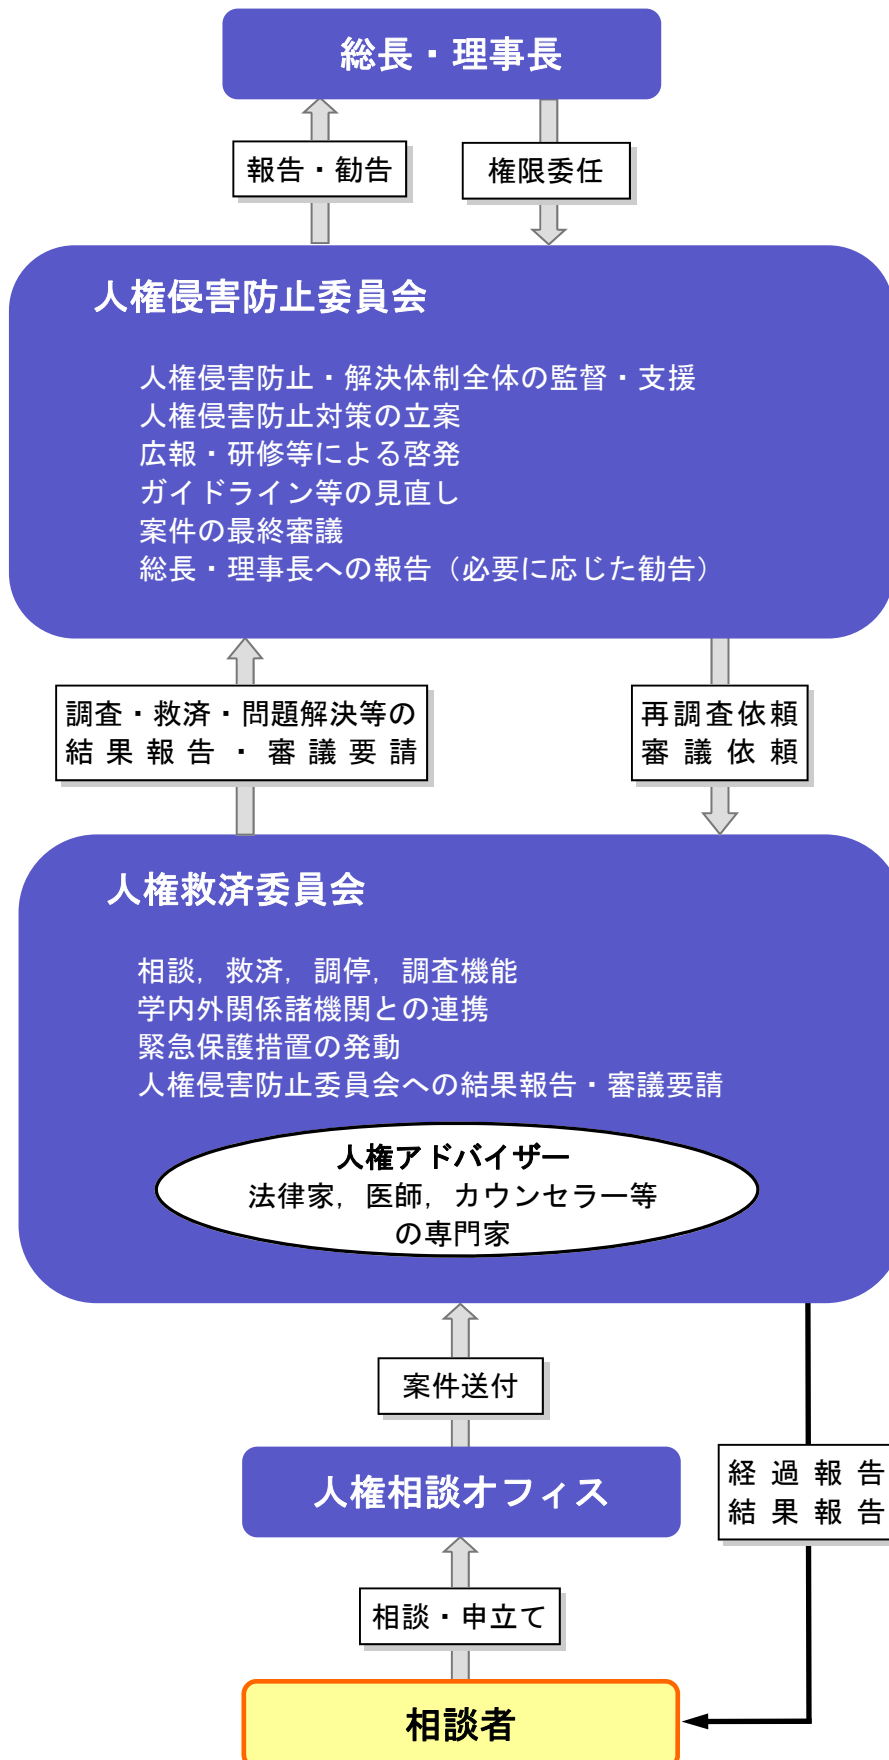 総長・理事長
報告・勧告
権限委任
人権侵害防止委員会
人権侵害防止・解決体制全体の監督・支援
人権侵害防止対策の立案
広報・研修等による啓発
ガイドライン等の見直し
案件の最終審議
総長・理事長への報告（必要に応じた勧告）
調査・救済・問題解決等の
結果報告・審議要請
再調査依頼
審議依頼
人権救済委員会
相談，救済，調停，調査機能
学内外関係諸機関との連携
緊急保護措置の発動
人権侵害防止委員会への結果報告・審議要請
人権アドバイザー
法律家，医師，カウンセラー等
の専門家
案件送付
人権相談オフィス
経過報告
結果報告
相談・申立て
相談者